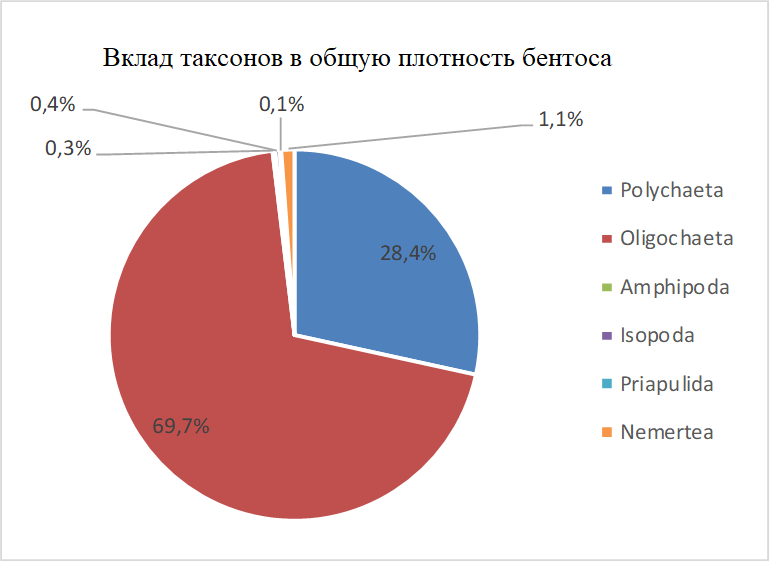 Вклад таксонов в общую плотность бентоса
0,4%
0,1%
1,1%
0,3%
28,4%
69,7%
Polychaeta
Oligochaeta
Amphipoda
Isopoda
Priapulida
Nemertea